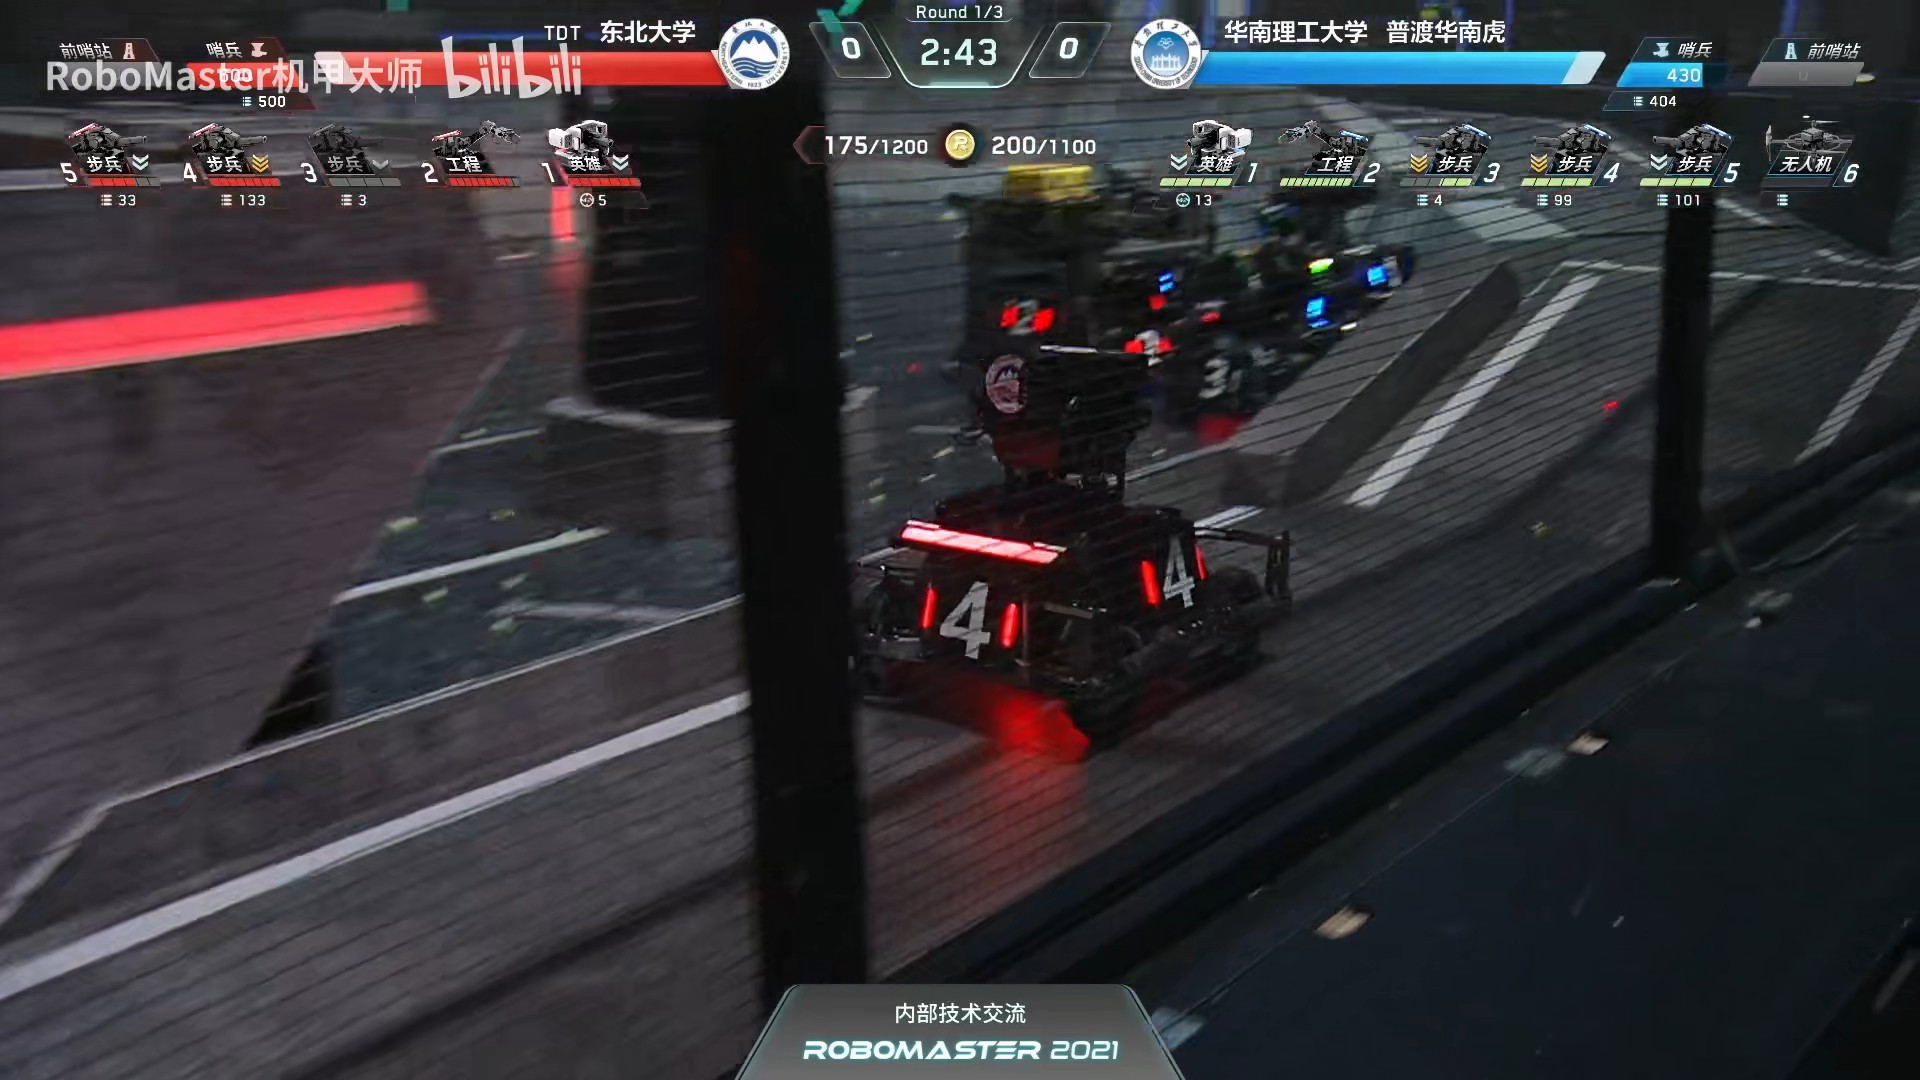 Round 1/3
TDT 东北大学
0
2:43
0
华南理工大学 普渡华南虎
前哨站
哨兵
600
500
RoboMaster机甲大师 bilibili
哨兵
430
404
前哨站
0
175/1200
200/1100
5 步兵
33
4 步兵
133
3 步兵
3
2 工程
1 英雄
5
英雄 1
13
工程 2
步兵 3
4
步兵 4
99
步兵 5
101
无人机 6
2
3
4
4
内部技术交流
ROBOMASTER 2021